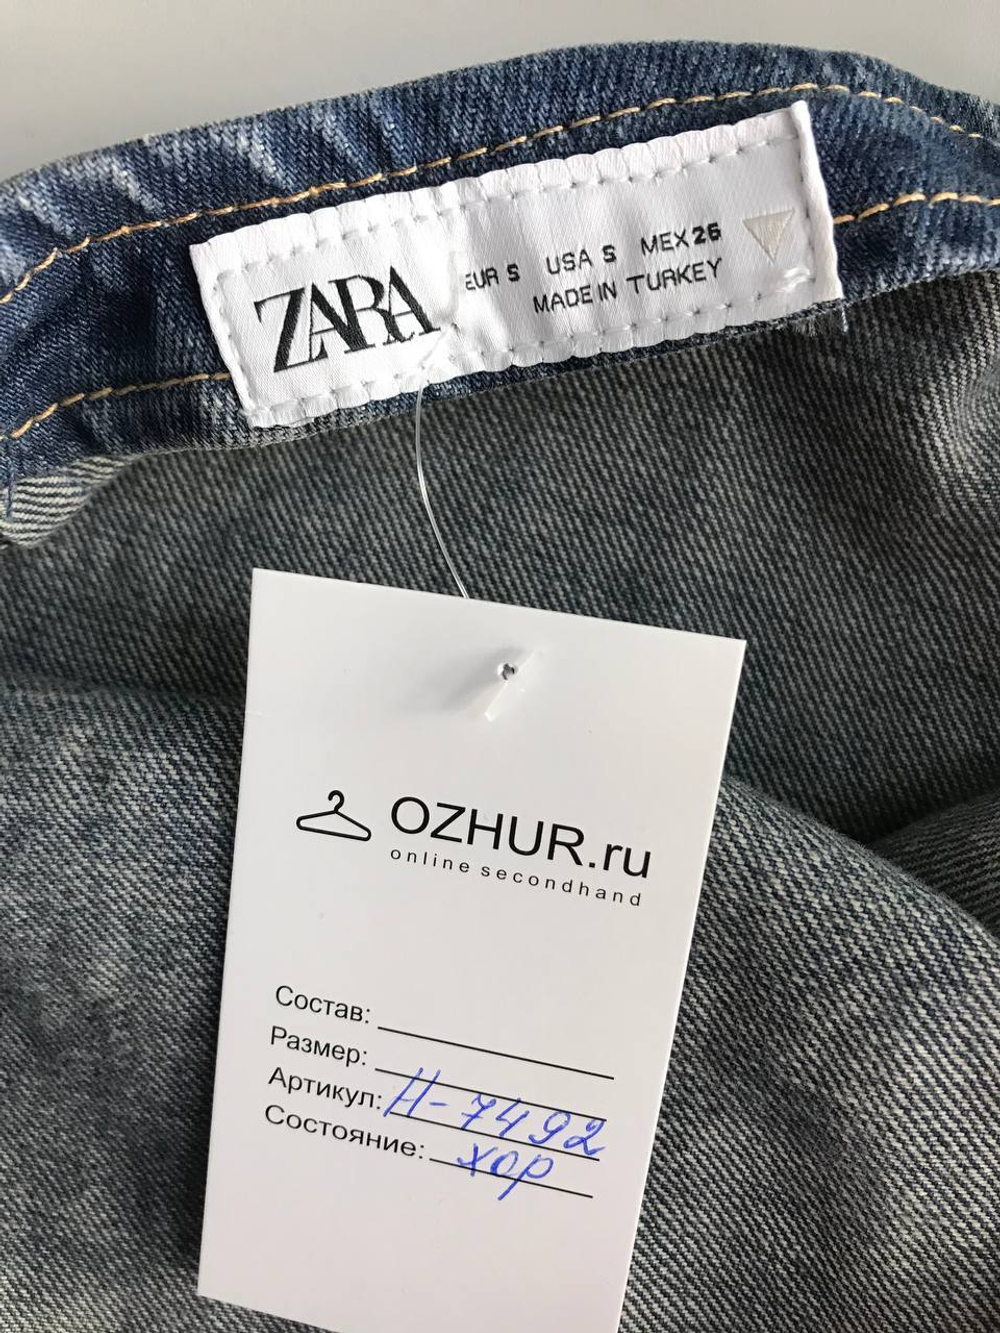 ZARA
EUR S USA S MEX 26
MADE IN TURKEY
OZHUR.ru
online secondhand
Состав:
Размер:
Артикул: Н-7492
Состояние: хор